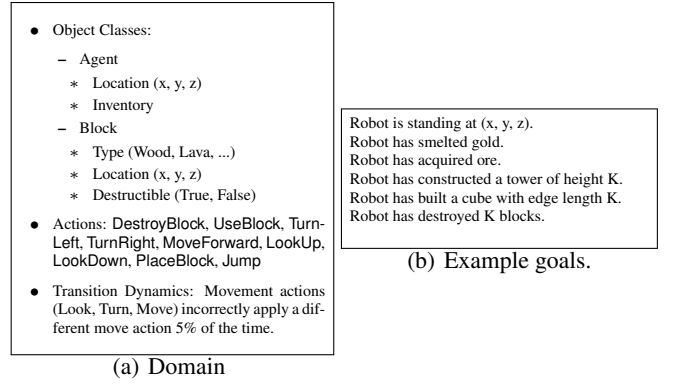 • Object Classes:
– Agent
∗ Location (x, y, z)
∗ Inventory
– Block
∗ Type (Wood, Lava, ...)
∗ Location (x, y, z)
∗ Destructible (True, False)
• Actions: DestroyBlock, UseBlock, Turn-
Left, TurnRight, MoveForward, LookUp,
LookDown, PlaceBlock, Jump
• Transition Dynamics: Movement actions
(Look, Turn, Move) incorrectly apply a dif-
ferent move action 5% of the time.
(a) Domain
Robot is standing at (x, y, z).
Robot has smelted gold.
Robot has acquired ore.
Robot has constructed a tower of height K.
Robot has built a cube with edge length K.
Robot has destroyed K blocks.
(b) Example goals.